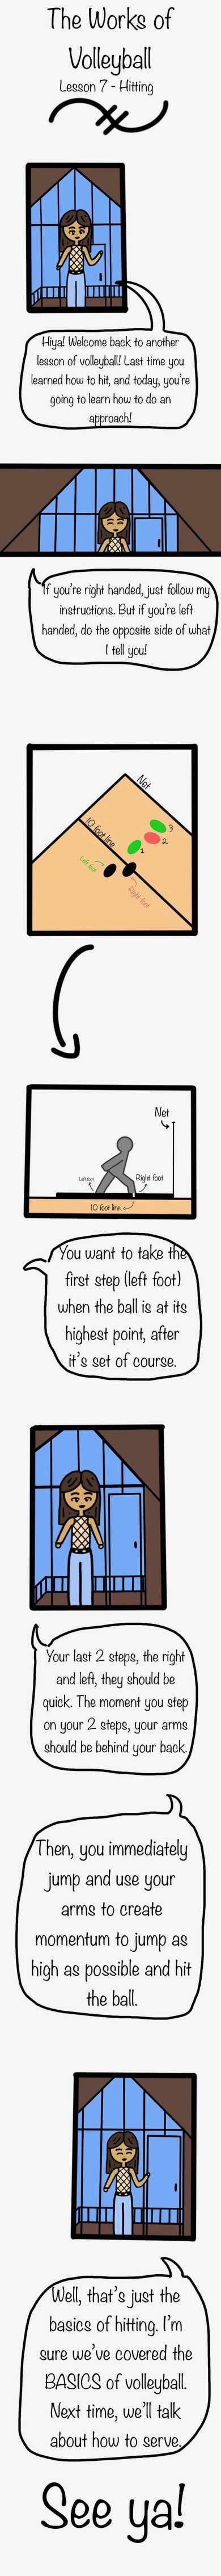 The Works of
Volleyball
Lesson 7 - Hitting
Hiya! Welcome back to another
lesson of volleyball! Last time you
learned how to hit, and today, you're
going to learn how to do an
approach!
If you're right handed, just follow my
instructions. But if you're left
handed, do the opposite side of what
I tell you!
Net
10 foot line
3
2
1
Left foot
Right foot
Net
Left foot
Right foot
10 foot line
You want to take the
first step (left foot)
when the ball is at its
highest point, after
it's set of course.
Your last 2 steps, the right
and left, they should be
quick. The moment you step
on your 2 steps, your arms
should be behind your back.
Then, you immediately
jump and use your
arms to create
momentum to jump as
high as possible and hit
the ball.
Well, that's just the
basics of hitting. I'm
sure we've covered the
BASICS of volleyball.
Next time, we'll talk
about how to serve.
See ya!